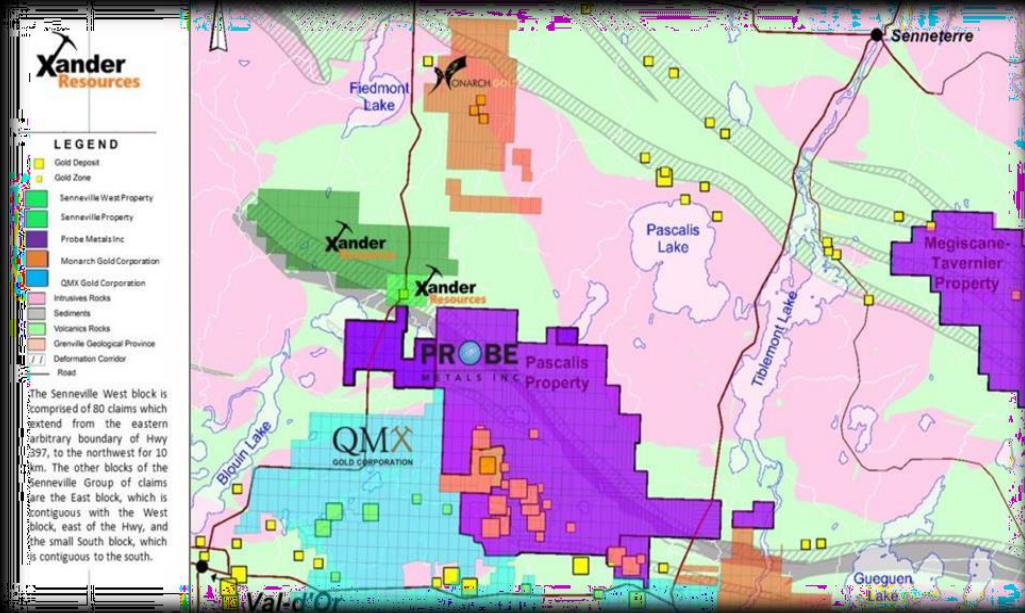 Xander
Resources
LEGEND
Gold Deposit
Gold Zone
Senneville West Property
Senneville Property
Probe Metals Inc
Monarch Gold Corporation
QMX Gold Corporation
Intrusives Rocks
Sediments
Volcanics Rocks
Grenville Geological Province
Deformation Corridor
Road
The Senneville West block is
comprised of 80 claims which
extend from the eastern
arbitrary boundary of Hwy
397, to the northwest for 10
km. The other blocks of the
Senneville Group of claims
are the East block, which is
contiguous with the West
block, east of the Hwy, and
the small South block, which
is contiguous to the south.
Senneterre
Fiedmont
Lake
MONARCH GOLD
Pascalis
Lake
Megiscane-
Tavernier
Property
Xander
Resources
Xander
Resources
Tiblemont Lake
PROBE
METALS INC
Pascalis
Property
QMX
GOLD CORPORATION
Blouin Lake
Gueguen
Lake
Val-d'Or